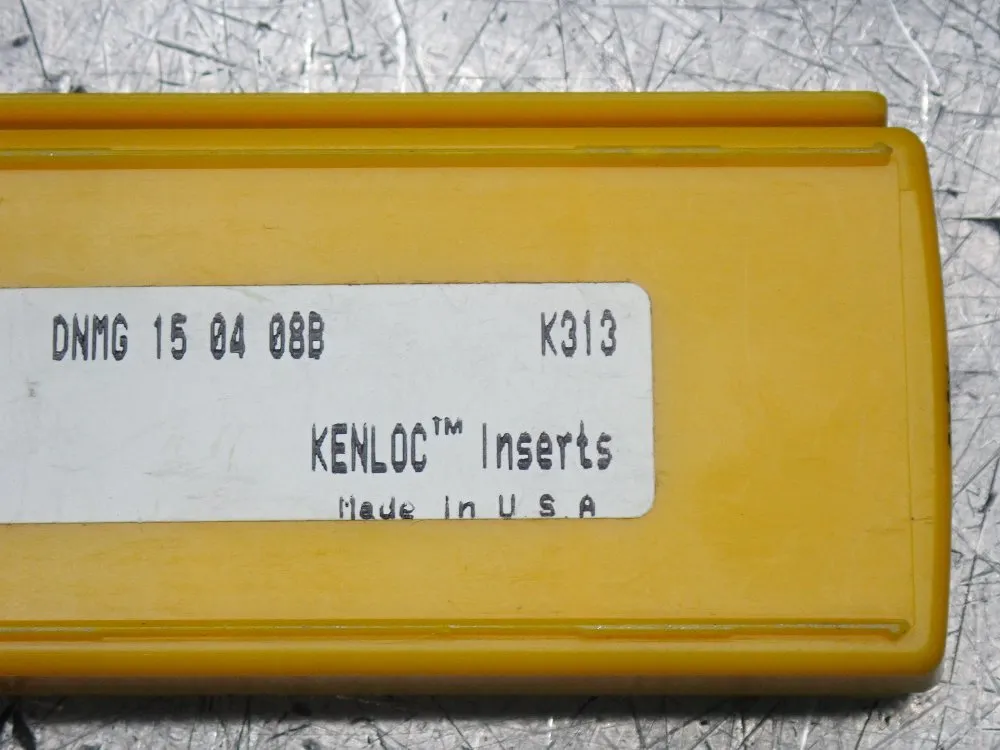 DNMG 15 04 08B K313
KENLOC™ Inserts
Made in U S.A